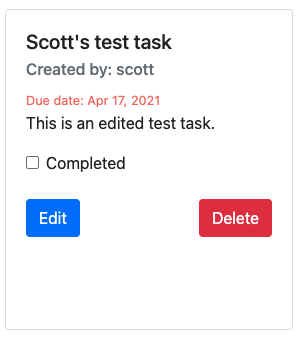 Scott's test task
Created by: scott
Due date: Apr 17, 2021
This is an edited test task.
Completed
Edit
Delete